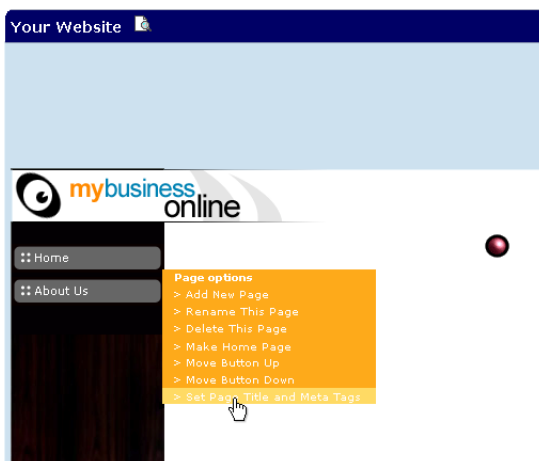 Your Website
mybusiness
online
Home
About Us
Page options
> Add New Page
> Rename This Page
> Delete This Page
> Make Home Page
> Move Button Up
> Move Button Down
> Set Page Title and Meta Tags